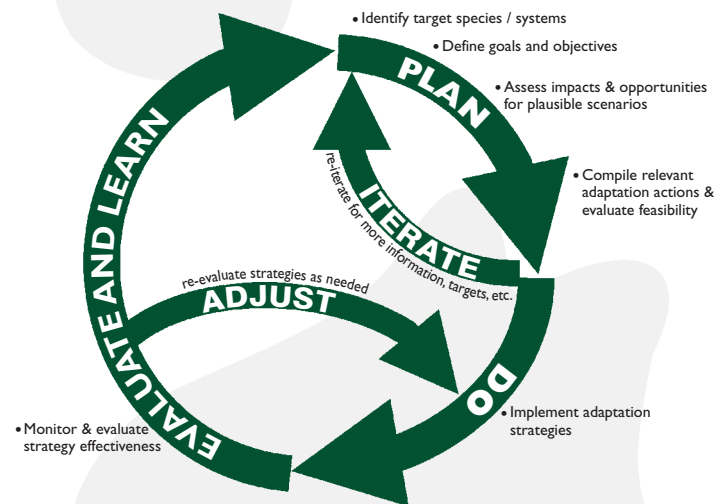 • Identify target species / systems
• Define goals and objectives
PLAN
• Assess impacts & opportunities
for plausible scenarios
• Compile relevant
adaptation actions &
evaluate feasibility
ITERATE
re-iterate for more information, targets, etc.
re-evaluate strategies as needed
ADJUST
DO
• Implement adaptation
strategies
EVALUATE AND LEARN
• Monitor & evaluate
strategy effectiveness